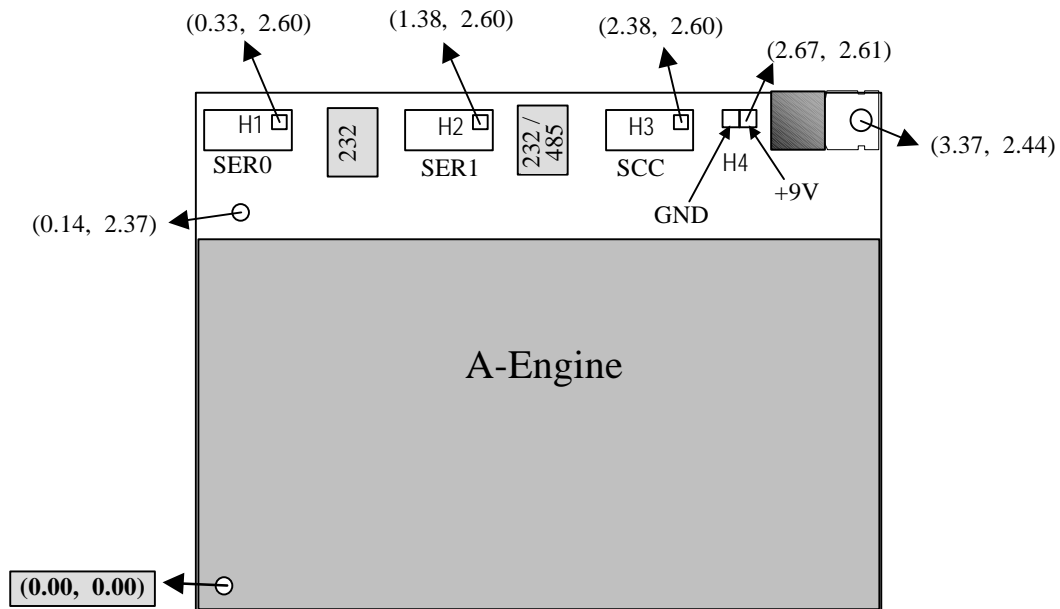 (0.33, 2.60)
(1.38, 2.60)
(2.38, 2.60)
(2.67, 2.61)
H1
232
H2
232 /
485
H3
H4
(3.37, 2.44)
SER0
SER1
SCC
+9V
GND
(0.14, 2.37)
A-Engine
(0.00, 0.00)